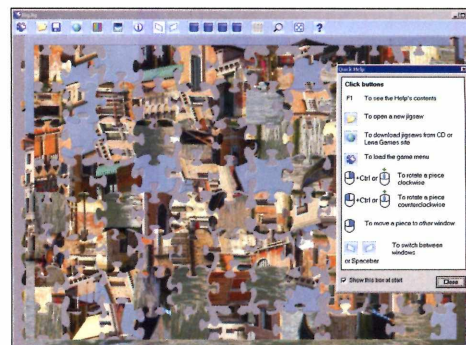 Quick Help
Click buttons
F1 To see the Help's contents
To open a new jigsaw
To download jigsaws from CD or
Lena Games site
To load the game menu
+Ctrl or To rotate a piece
clockwise
+Ctrl or To rotate a piece
counterclockwise
To move a piece to other window
To switch between
windows
or Spacebar
Show this box at start
Close